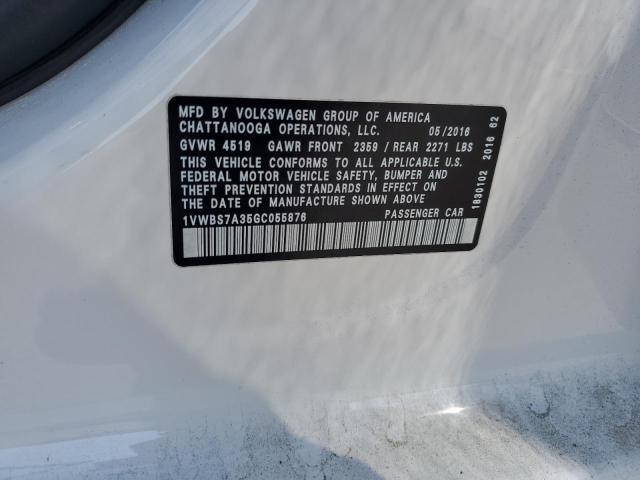 MFD BY VOLKSWAGEN GROUP OF AMERICA
CHATTANOOGA OPERATIONS, LLC. 05/2016
GVWR 4519 GAWR FRONT 2359 / REAR 2271 LBS
THIS VEHICLE CONFORMS TO ALL APPLICABLE U.S.
FEDERAL MOTOR VEHICLE SAFETY, BUMPER AND
THEFT PREVENTION STANDARDS IN EFFECT ON
THE DATE OF MANUFACTURE SHOWN ABOVE
1VWBS7A35GC055876 PASSENGER CAR
1830102 2016 62